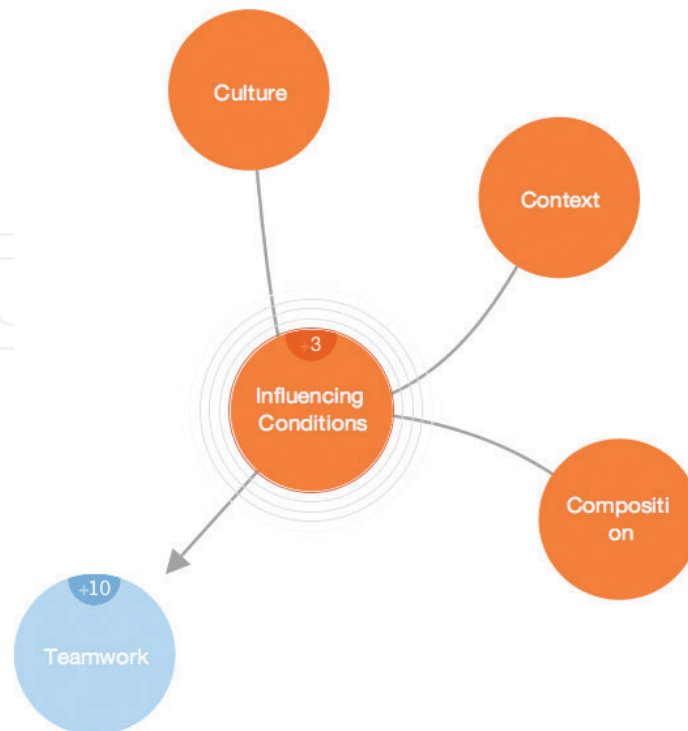 Culture
Context
+3
Influencing
Conditions
Compositi
on
+10
Teamwork